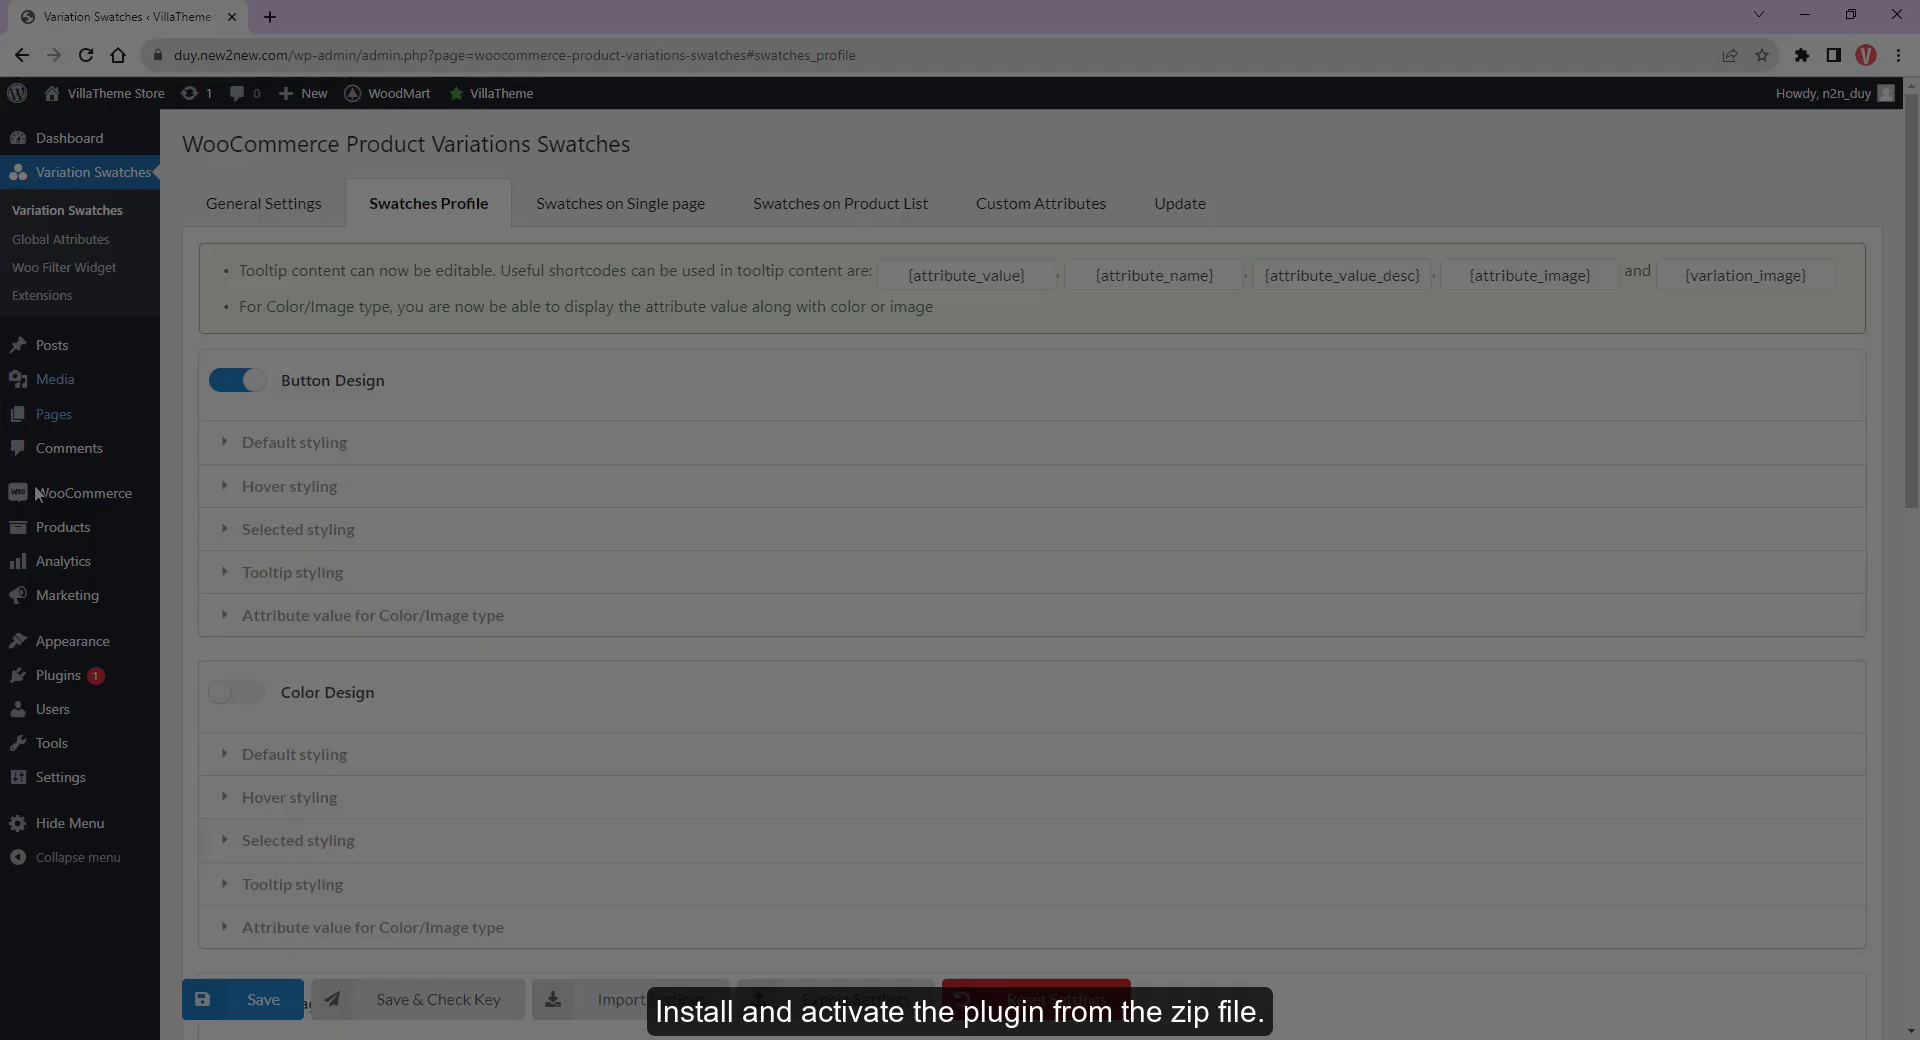 Variation Swatches ‹ VillaTheme
duy.new2new.com/wp-admin/admin.php?page=woocommerce-product-variations-swatches#swatches_profile
V
VillaTheme Store 1 0 New WoodMart VillaTheme Howdy, n2n_duy
Dashboard
Variation Swatches
Variation Swatches
Global Attributes
Woo Filter Widget
Extensions
Posts
Media
Pages
Comments
WooCommerce
Products
Analytics
Marketing
Appearance
Plugins 1
Users
Tools
Settings
Hide Menu
Collapse menu
WooCommerce Product Variations Swatches
General Settings Swatches Profile Swatches on Single page Swatches on Product List Custom Attributes Update
• Tooltip content can now be editable. Useful shortcodes can be used in tooltip content are: {attribute_value} , {attribute_name} , {attribute_value_desc} , {attribute_image} and {variation_image}
• For Color/Image type, you are now be able to display the attribute value along with color or image
Button Design
Default styling
Hover styling
Selected styling
Tooltip styling
Attribute value for Color/Image type
Color Design
Default styling
Hover styling
Selected styling
Tooltip styling
Attribute value for Color/Image type
Save Save & Check Key Import Settings Export Settings Reset Settings
Install and activate the plugin from the zip file.